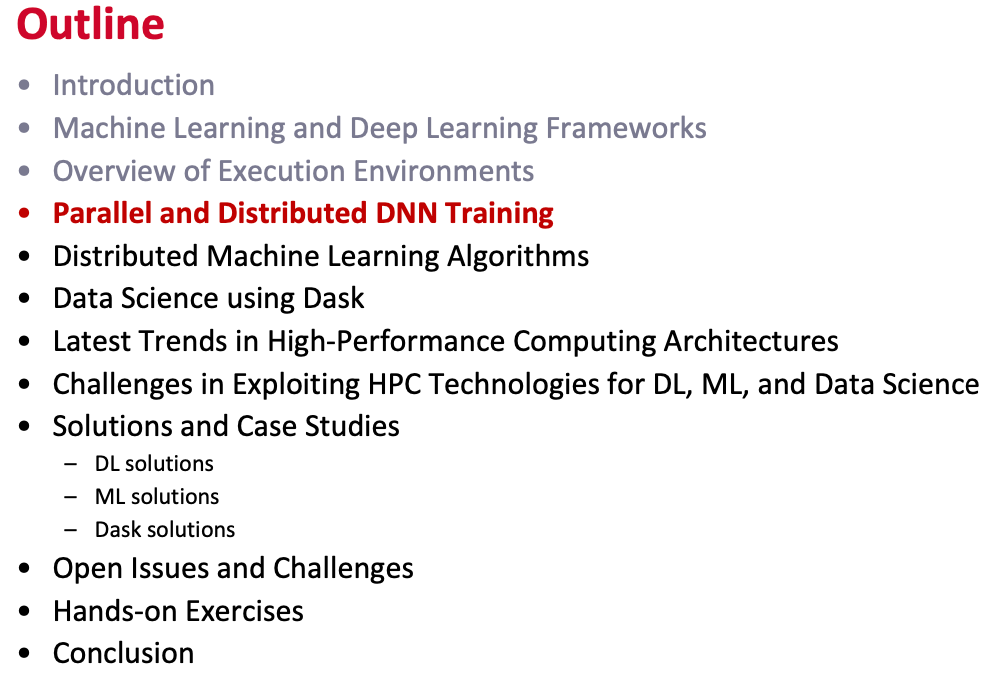 Outline
• Introduction
• Machine Learning and Deep Learning Frameworks
• Overview of Execution Environments
• Parallel and Distributed DNN Training
• Distributed Machine Learning Algorithms
• Data Science using Dask
• Latest Trends in High-Performance Computing Architectures
• Challenges in Exploiting HPC Technologies for DL, ML, and Data Science
• Solutions and Case Studies
– DL solutions
– ML solutions
– Dask solutions
• Open Issues and Challenges
• Hands-on Exercises
• Conclusion